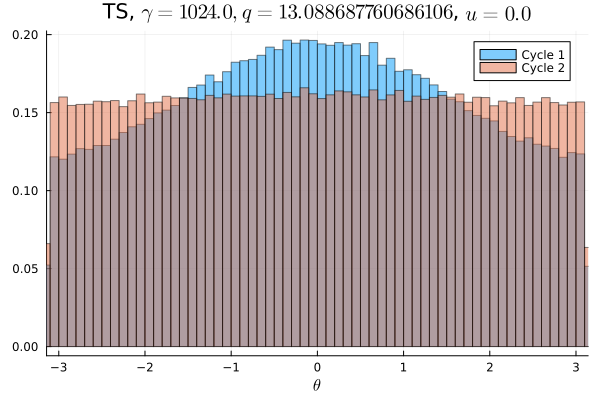 TS, γ = 1024.0, q = 13.088687760686106, u = 0.0
0.20
Cycle 1
Cycle 2
0.15
0.10
0.05
0.00
−3 −2 −1 0 1 2 3
θ